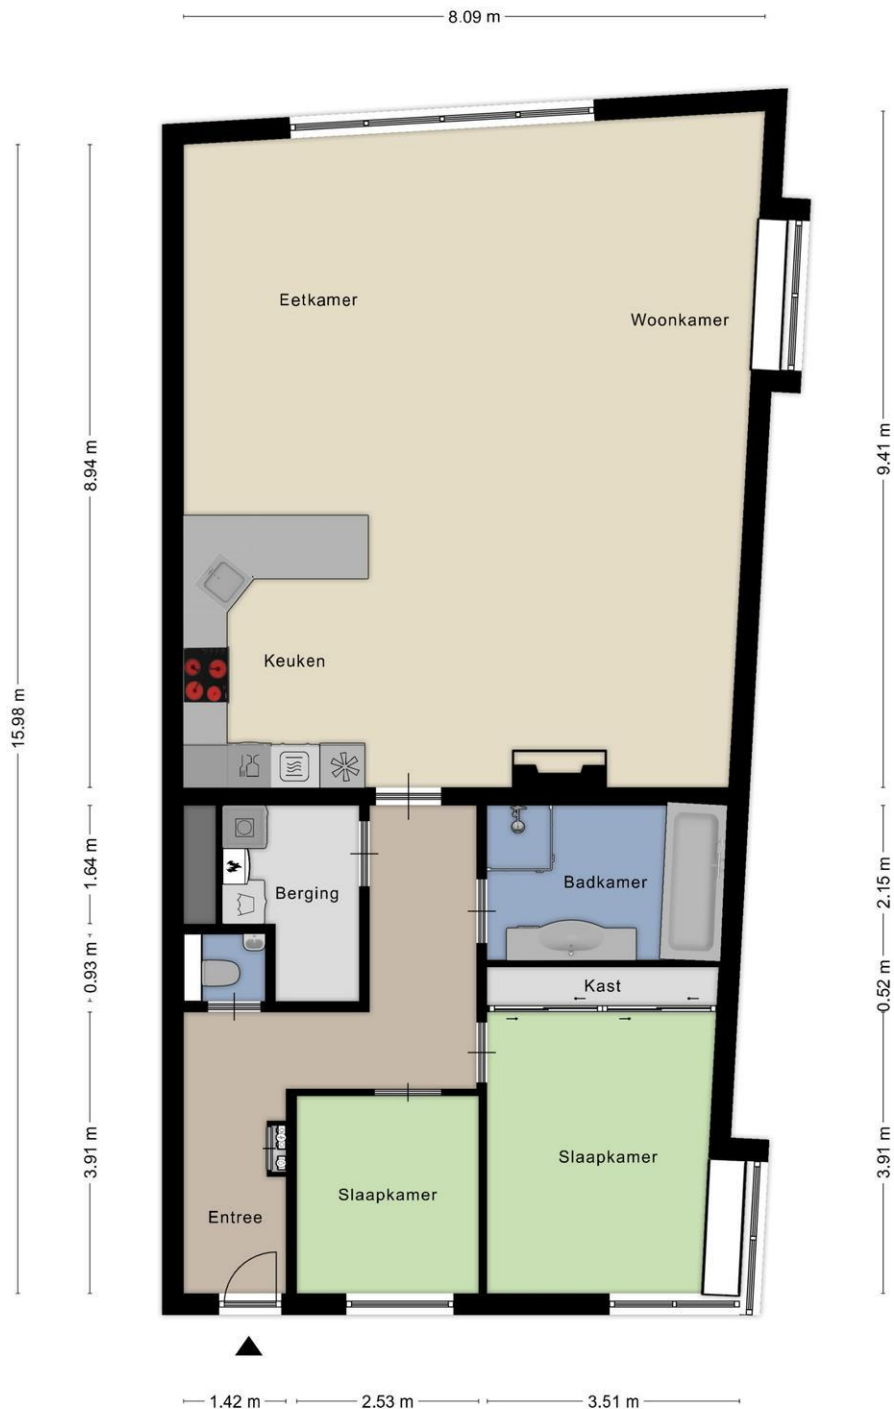 8.09 m
Eetkamer
Woonkamer
8.94 m
9.41 m
Keuken
15.98 m
1.64 m
Berging
Badkamer
2.15 m
0.93 m
Kast
0.52 m
3.91 m
Slaapkamer
3.91 m
Slaapkamer
Entree
1.42 m
2.53 m
3.51 m